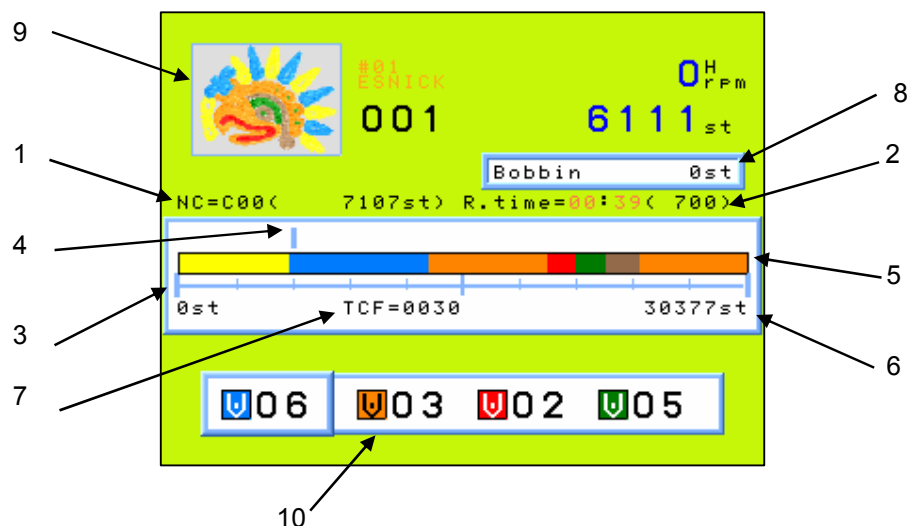 9
#01
ESNICK
001
0 H rpm
6111 st
8
Bobbin 0st
1
2
NC=C00( 7107st) R.time=00:39( 700)
4
5
3
0st TCF=0030 30377st
6
7
06 03 02 05
10